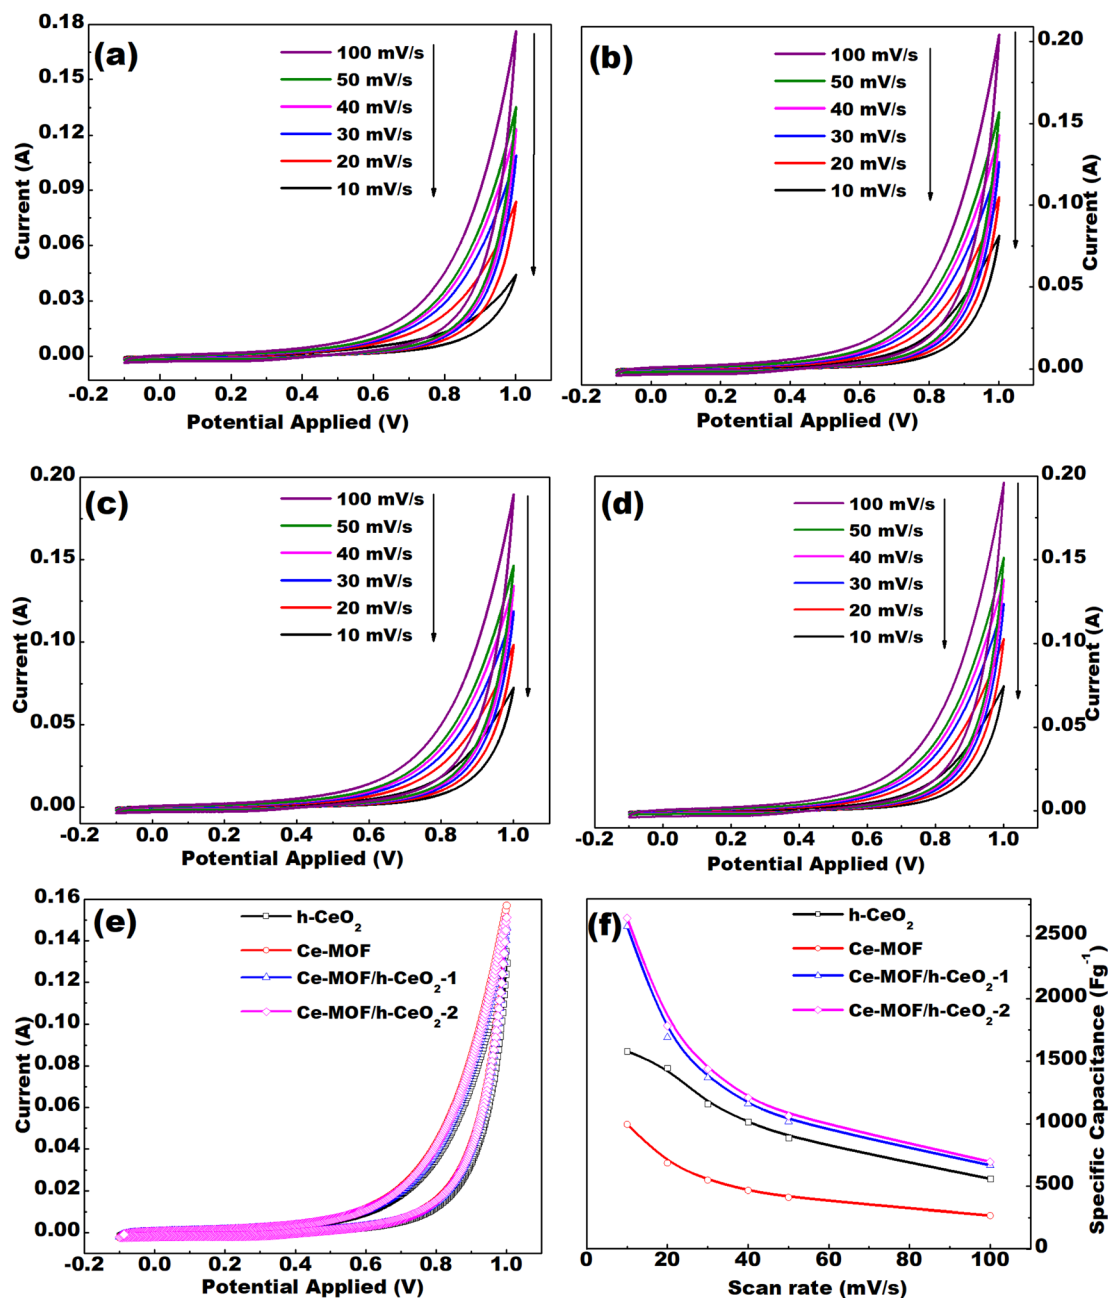 (a)
100 mV/s
50 mV/s
40 mV/s
30 mV/s
20 mV/s
10 mV/s
0.18
0.15
0.12
0.09
0.06
0.03
0.00
Current (A)
-0.2 0.0 0.2 0.4 0.6 0.8 1.0
Potential Applied (V)
(b)
100 mV/s
50 mV/s
40 mV/s
30 mV/s
20 mV/s
10 mV/s
0.20
0.15
0.10
0.05
0.00
Current (A)
-0.2 0.0 0.2 0.4 0.6 0.8 1.0
Potential Applied (V)
(c)
100 mV/s
50 mV/s
40 mV/s
30 mV/s
20 mV/s
10 mV/s
0.20
0.15
0.10
0.05
0.00
Current (A)
-0.2 0.0 0.2 0.4 0.6 0.8 1.0
Potential Applied (V)
(d)
100 mV/s
50 mV/s
40 mV/s
30 mV/s
20 mV/s
10 mV/s
0.20
0.15
0.10
0.05
0.00
Current (A)
-0.2 0.0 0.2 0.4 0.6 0.8 1.0
Potential Applied (V)
(e)
h-CeO₂
Ce-MOF
Ce-MOF/h-CeO₂-1
Ce-MOF/h-CeO₂-2
0.16
0.14
0.12
0.10
0.08
0.06
0.04
0.02
0.00
Current (A)
-0.2 0.0 0.2 0.4 0.6 0.8 1.0
Potential Applied (V)
(f)
h-CeO₂
Ce-MOF
Ce-MOF/h-CeO₂-1
Ce-MOF/h-CeO₂-2
2500
2000
1500
1000
500
0
Specific Capacitance (Fg⁻¹)
0 20 40 60 80 100
Scan rate (mV/s)